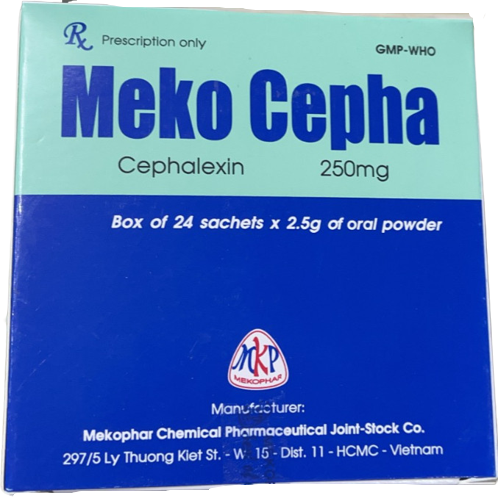 Rx Prescription only
GMP-WHO
Meko Cepha
Cephalexin 250mg
Box of 24 sachets x 2.5g of oral powder
MKP
MEKOPHAR
Manufacturer:
Mekophar Chemical Pharmaceutical Joint-Stock Co.
297/5 Ly Thuong Kiet St. - W. 15 - Dist. 11 - HCMC - Vietnam